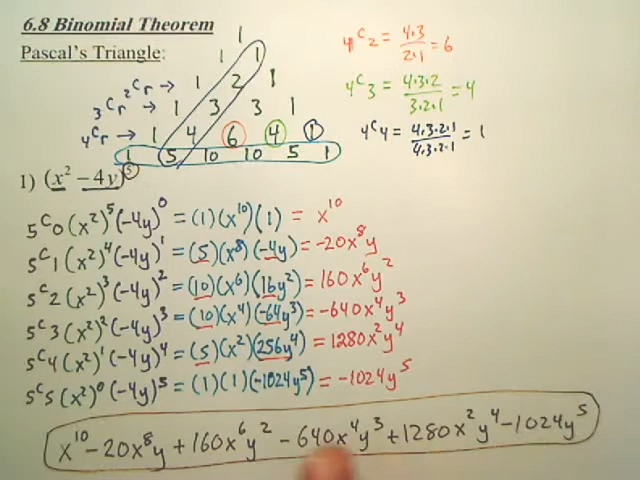 6.8 Binomial Theorem
Pascal's Triangle:
1
1 1
₂Cr → 1 2 1
₃Cr → 1 3 3 1
₄Cr → 1 4 6 4 1
1 5 10 10 5 1
₄C₂ = 4·3/2·1 = 6
₄C₃ = 4·3·2/3·2·1 = 4
₄C₄ = 4·3·2·1/4·3·2·1 = 1
1) (x² − 4y)⁵
₅C₀(x²)⁵(−4y)⁰ = (1)(x¹⁰)(1) = x¹⁰
₅C₁(x²)⁴(−4y)¹ = (5)(x⁸)(−4y) = −20x⁸y
₅C₂(x²)³(−4y)² = (10)(x⁶)(16y²) = 160x⁶y²
₅C₃(x²)²(−4y)³ = (10)(x⁴)(−64y³) = −640x⁴y³
₅C₄(x²)¹(−4y)⁴ = (5)(x²)(256y⁴) = 1280x²y⁴
₅C₅(x²)⁰(−4y)⁵ = (1)(1)(−1024y⁵) = −1024y⁵
x¹⁰ − 20x⁸y + 160x⁶y² − 640x⁴y³ + 1280x²y⁴ − 1024y⁵